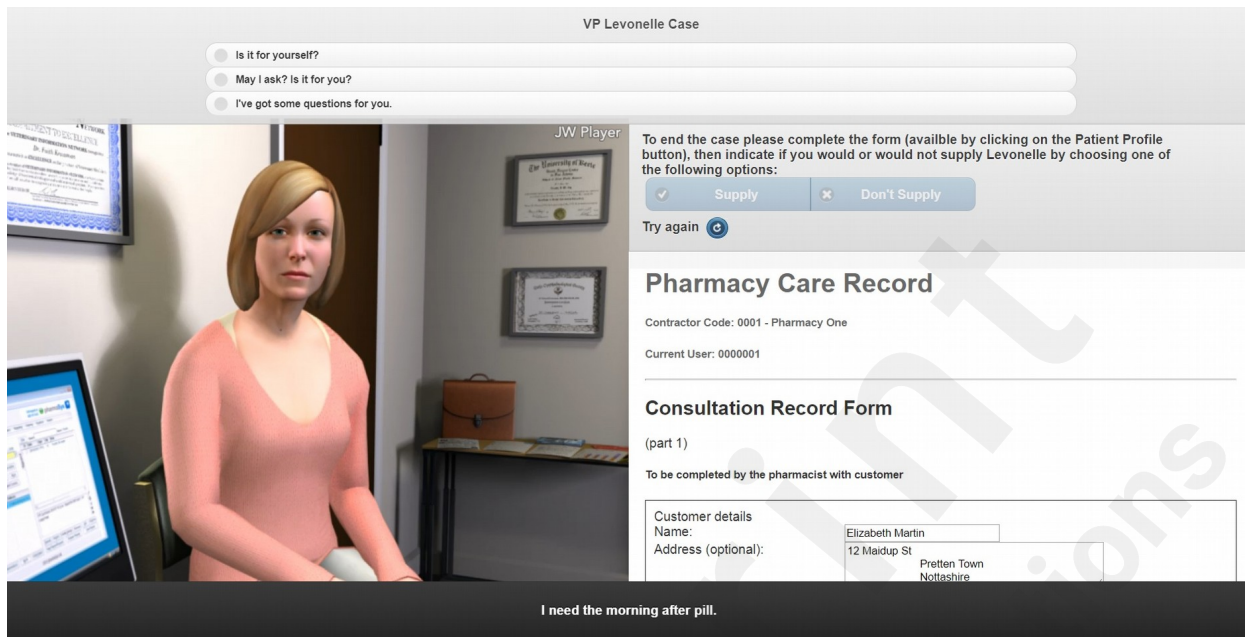 VP Levonelle Case
Is it for yourself?
May I ask? Is it for you?
I've got some questions for you.
JW Player
To end the case please complete the form (availble by clicking on the Patient Profile
button), then indicate if you would or would not supply Levonelle by choosing one of
the following options:
Supply
Don't Supply
Try again
Pharmacy Care Record
Contractor Code: 0001 - Pharmacy One
Current User: 0000001
Consultation Record Form
(part 1)
To be completed by the pharmacist with customer
Customer details
Name:
Elizabeth Martin
Address (optional):
12 Maidup St
Pretten Town
Nottashire
I need the morning after pill.